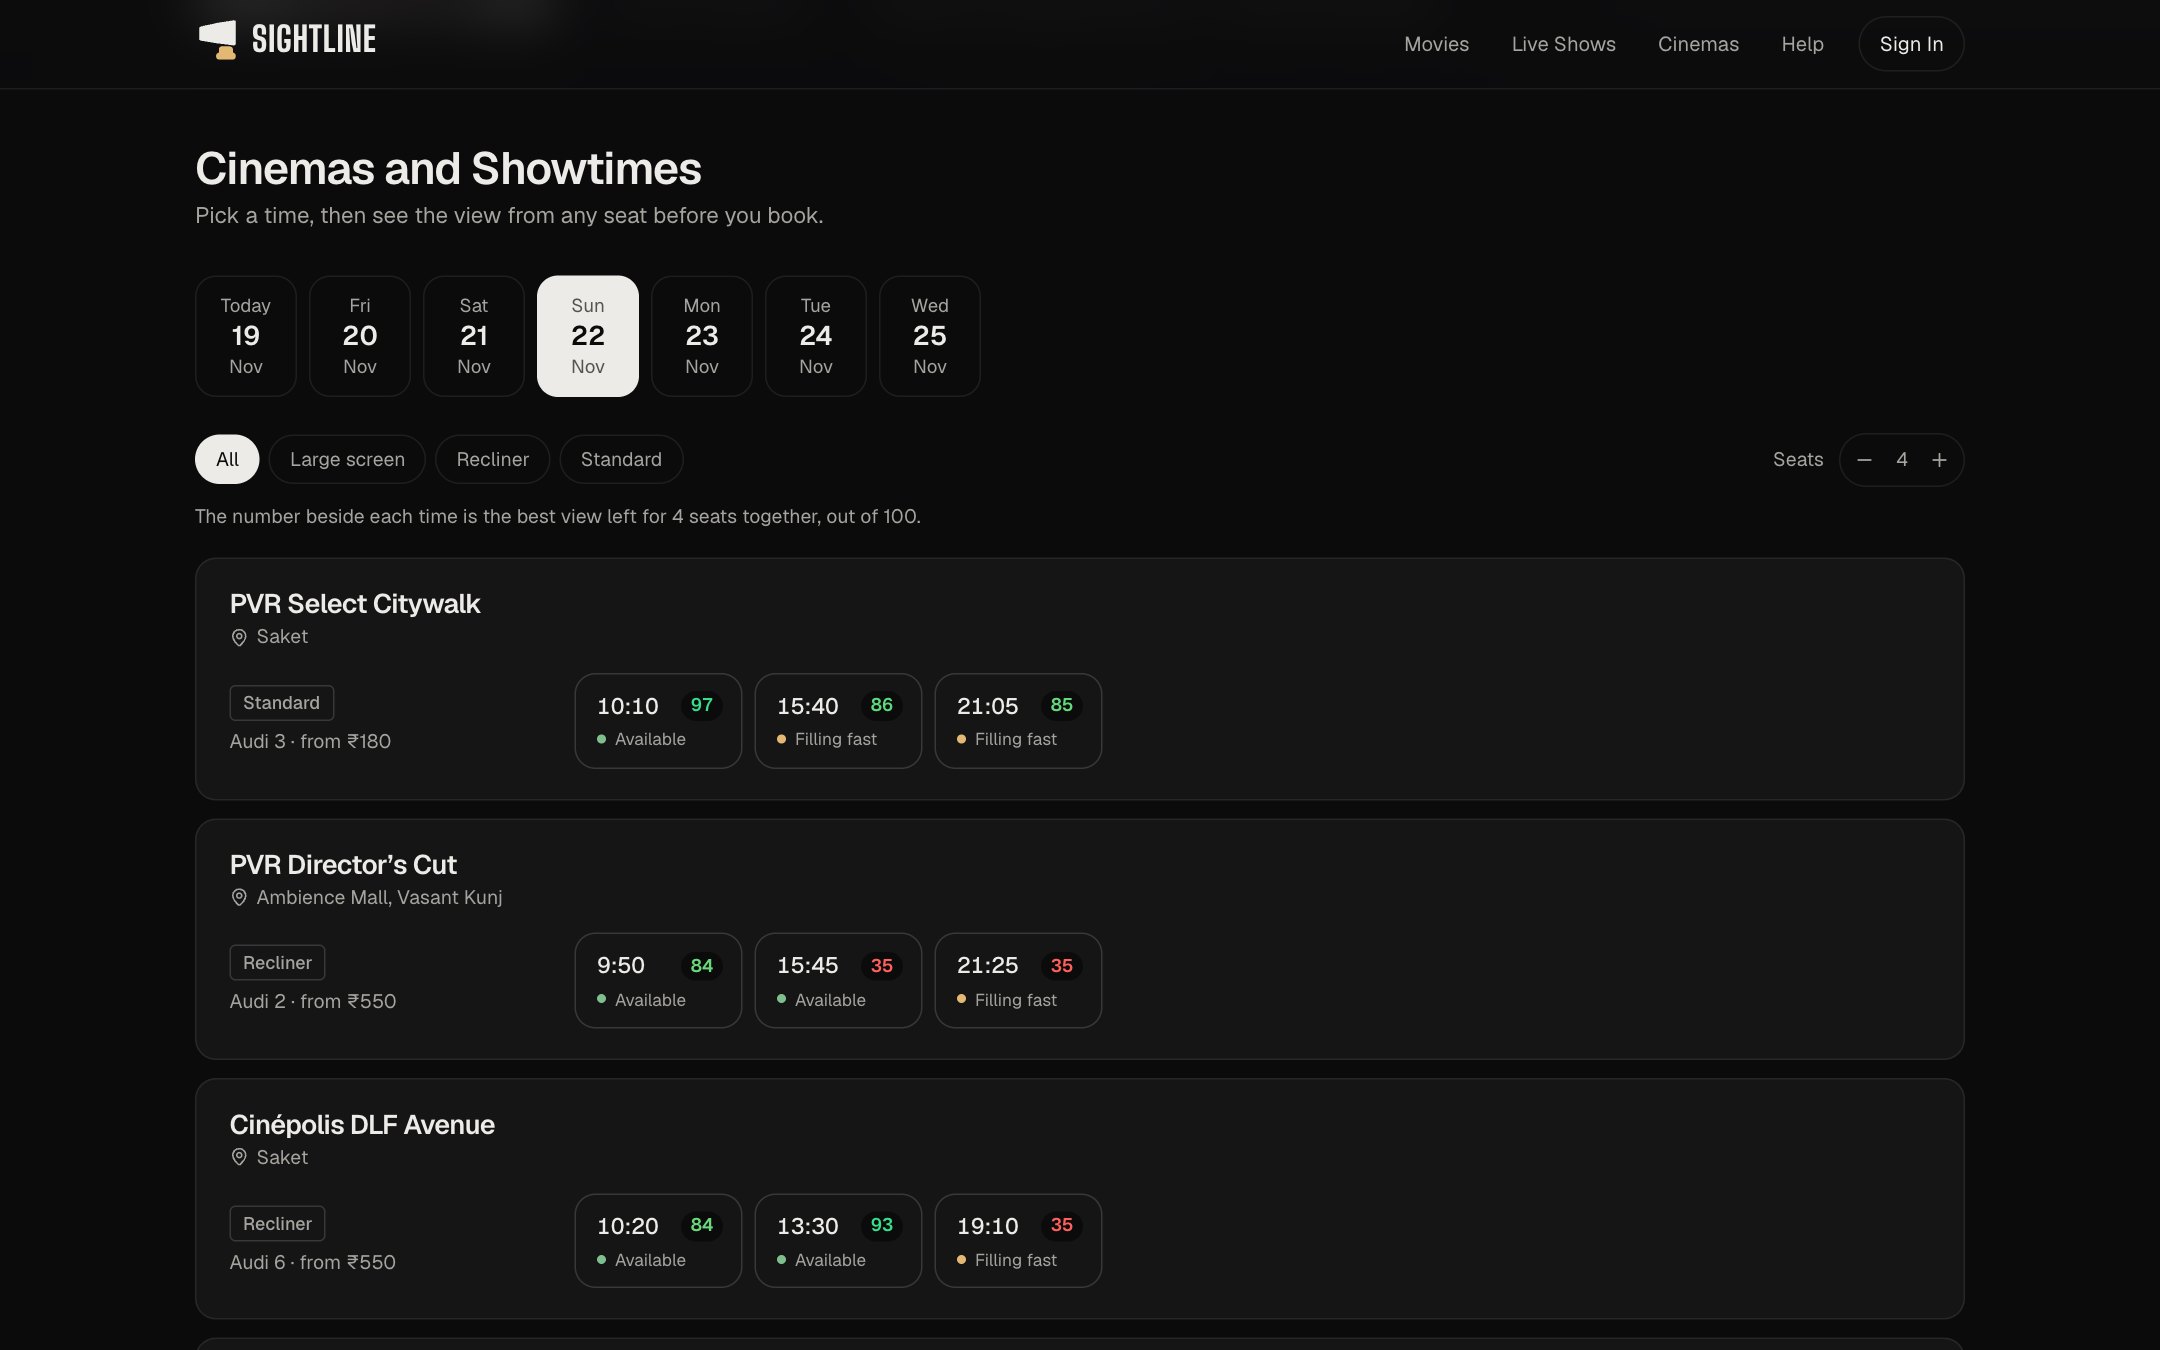 SIGHTLINE
Movies Live Shows Cinemas Help Sign In
Cinemas and Showtimes
Pick a time, then see the view from any seat before you book.
Today Fri Sat Sun Mon Tue Wed
19 20 21 22 23 24 25
Nov Nov Nov Nov Nov Nov Nov
All Large screen Recliner Standard Seats − 4 +
The number beside each time is the best view left for 4 seats together, out of 100.
PVR Select Citywalk
Saket
Standard 10:10 97 15:40 86 21:05 85
Audi 3 · from ₹180 Available Filling fast Filling fast
PVR Director’s Cut
Ambience Mall, Vasant Kunj
Recliner 9:50 84 15:45 35 21:25 35
Audi 2 · from ₹550 Available Available Filling fast
Cinépolis DLF Avenue
Saket
Recliner 10:20 84 13:30 93 19:10 35
Audi 6 · from ₹550 Available Available Filling fast